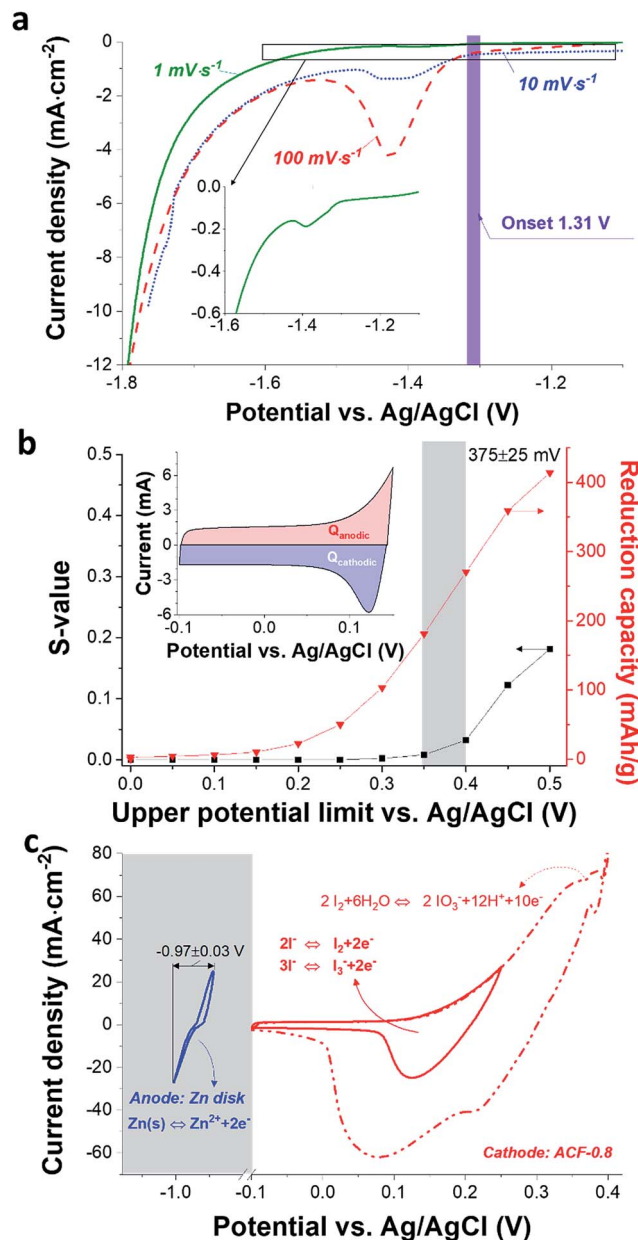 a
0
-2
-4
-6
-8
-10
-12
1 mV·s⁻¹
10 mV·s⁻¹
100 mV·s⁻¹
Onset 1.31 V
0.0
-0.2
-0.4
-0.6
-1.6 -1.4 -1.2
-1.8 -1.6 -1.4 -1.2
Current density (mA·cm⁻²)
Potential vs. Ag/AgCl (V)
b
375±25 mV
0.5
0.4
0.3
0.2
0.1
0.0
S-value
6
3
0
-3
-6
Current (mA)
Qanodic
Qcathodic
-0.1 0.0 0.1
Potential vs. Ag/AgCl (V)
400
300
200
100
0
Reduction capacity (mAh/g)
0.0 0.1 0.2 0.3 0.4 0.5
Upper potential limit vs. Ag/AgCl (V)
c
80
60
40
20
0
-20
-40
-60
Current density (mA·cm⁻²)
-0.97±0.03 V
2 I₂+6H₂O ⇔ 2 IO₃⁻+12H⁺+10e⁻
2I⁻ ⇔ I₂+2e⁻
3I⁻ ⇔ I₃⁻+2e⁻
Anode: Zn disk
Zn(s) ⇔ Zn²⁺+2e⁻
Cathode: ACF-0.8
-1.0 -0.1 0.0 0.1 0.2 0.3 0.4
Potential vs. Ag/AgCl (V)